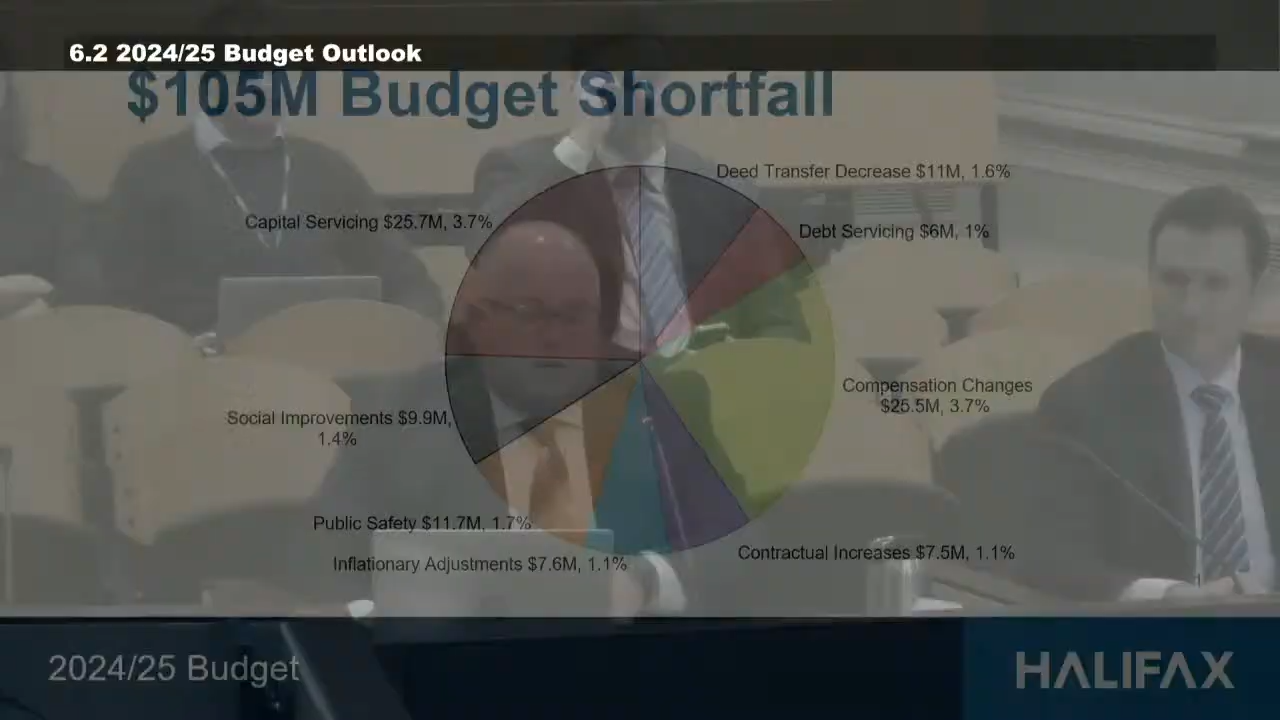 6.2 2024/25 Budget Outlook
$105M Budget Shortfall
Deed Transfer Decrease $11M, 1.6%
Capital Servicing $25.7M, 3.7%
Debt Servicing $6M, 1%
Compensation Changes
$25.5M, 3.7%
Social Improvements $9.9M,
1.4%
Public Safety $11.7M, 1.7%
Contractual Increases $7.5M, 1.1%
Inflationary Adjustments $7.6M, 1.1%
2024/25 Budget
HALIFAX